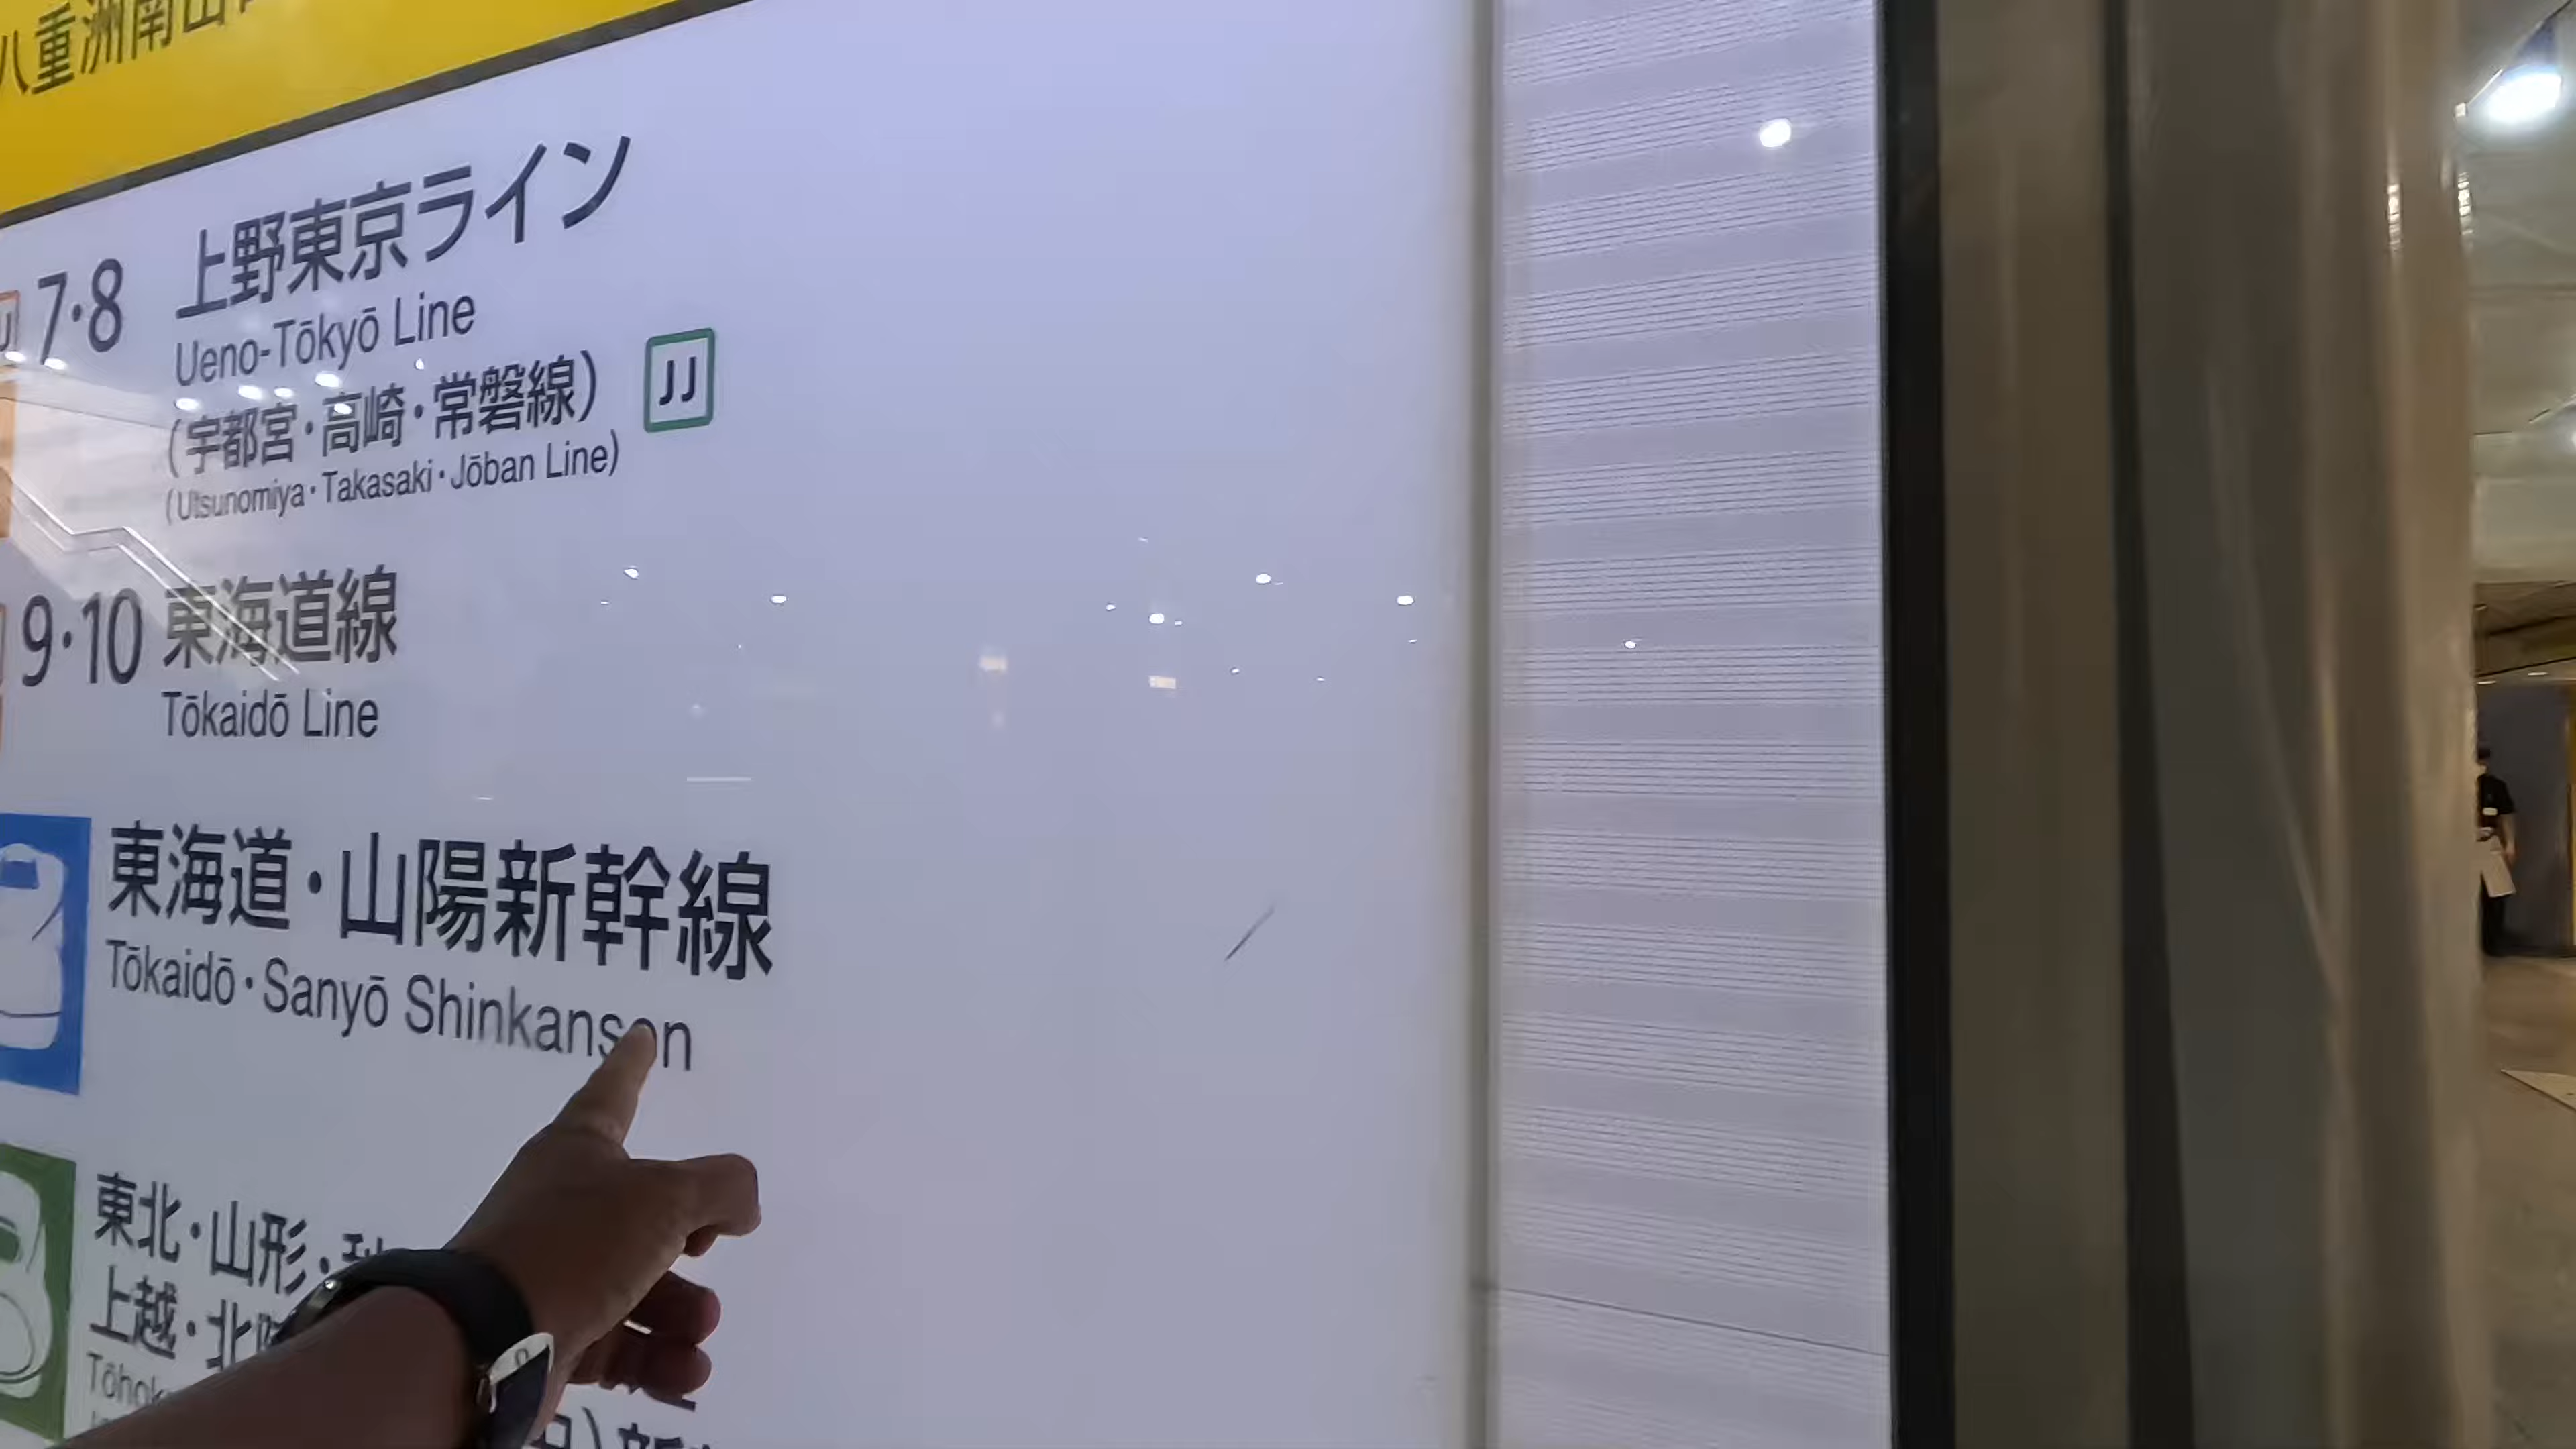 八重洲南
7・8 上野東京ライン
Ueno-Tōkyō Line
(宇都宮・高崎・常磐線) JJ
(Utsunomiya・Takasaki・Jōban Line)
9・10 東海道線
Tōkaidō Line
東海道・山陽新幹線
Tōkaidō・Sanyō Shinkansen
東北・山形・
上越・北